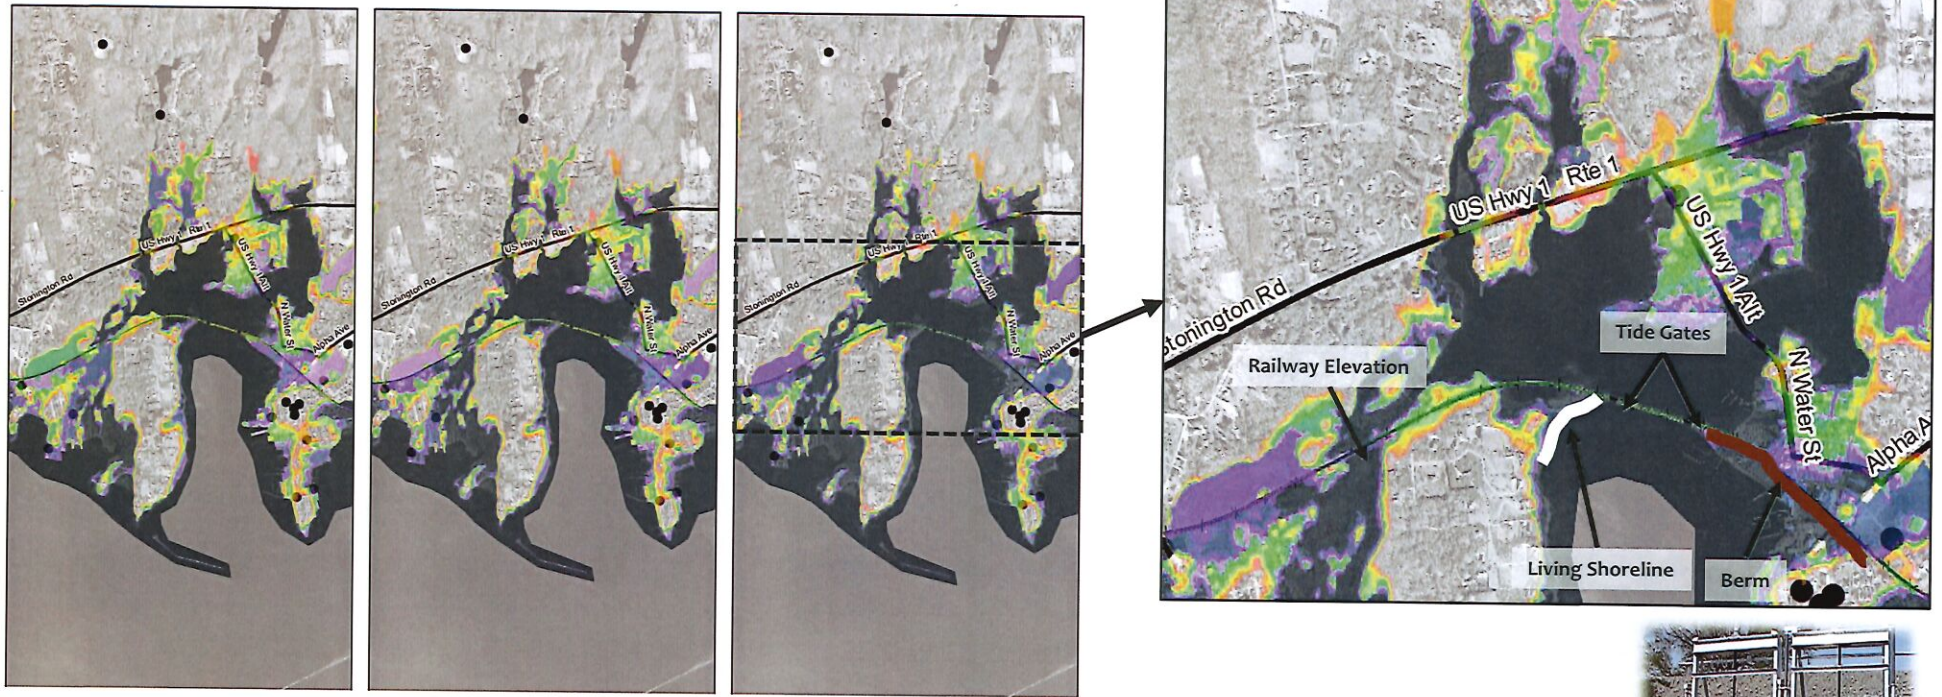 US Hwy 1 Rte 1
US Hwy 1 Alt
Stonington Rd
N Water St
Alpha Ave
US Hwy 1 Rte 1
US Hwy 1 Alt
Stonington Rd
N Water St
Alpha Ave
US Hwy 1 Rte 1
US Hwy 1 Alt
Stonington Rd
N Water St
Alpha Ave
US Hwy 1 Rte 1
US Hwy 1 Alt
Stonington Rd
Tide Gates
Railway Elevation
N Water St
Alpha A
Living Shoreline
Berm